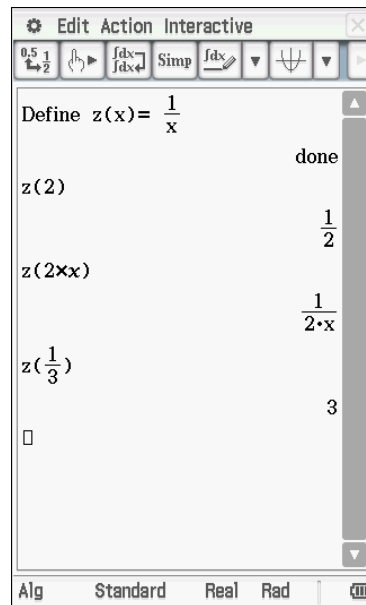 Edit Action Interactive
0.5 1 2 ∫dx ∫dx Simp ∫dx
Define z(x)= 1/x
done
z(2)
1/2
z(2×x)
1/(2·x)
z(1/3)
3
Alg Standard Real Rad